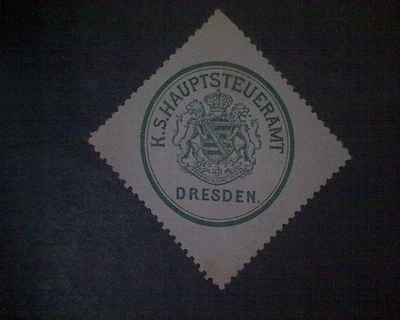 K. S. HAUPTSTEUERAMT
DRESDEN.